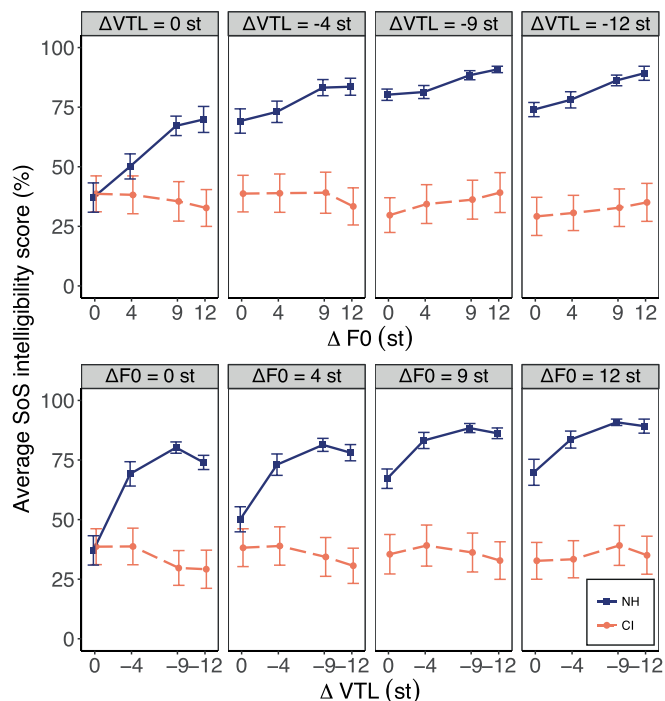 ΔVTL = 0 st ΔVTL = -4 st ΔVTL = -9 st ΔVTL = -12 st
100
75
50
25
0
0 4 9 12 0 4 9 12 0 4 9 12 0 4 9 12
Δ F0 (st)
Average SoS intelligibility score (%)
ΔF0 = 0 st ΔF0 = 4 st ΔF0 = 9 st ΔF0 = 12 st
100
75
50
25
0
NH
CI
0 −4 −9−12 0 −4 −9−12 0 −4 −9−12 0 −4 −9−12
Δ VTL (st)